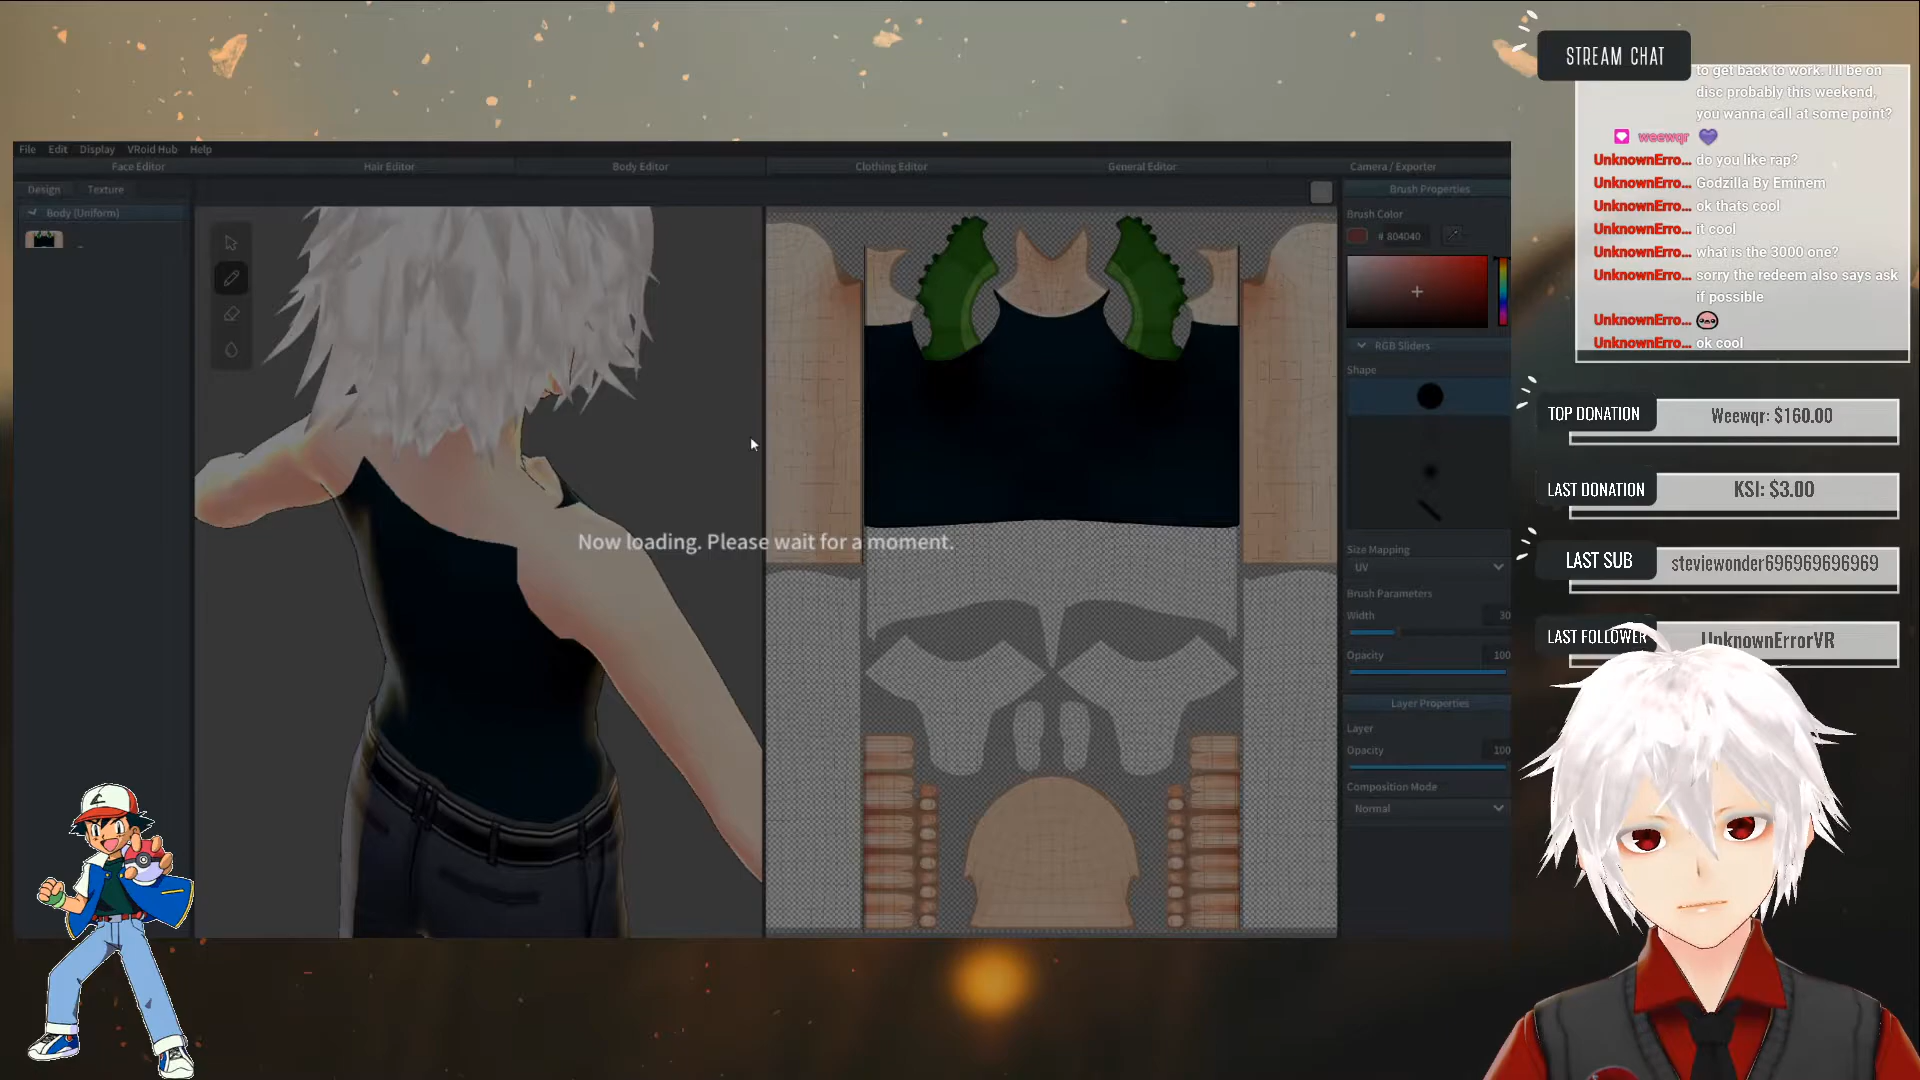 File Edit Display VRoid Hub Help
Face Editor Hair Editor Body Editor Clothing Editor General Editor Camera / Exporter
Design Texture
Body (Uniform)
Now loading. Please wait for a moment.
Brush Properties
Brush Color
# 804040
RGB Sliders
Shape
Size Mapping
UV
Brush Parameters
Width 30
Opacity 100
Layer Properties
Layer
Opacity 100
Composition Mode
Normal
STREAM CHAT
to get back to work. I'll be on
disc probably this weekend,
you wanna call at some point?
weewqr
UnknownErro... do you like rap?
UnknownErro... Godzilla By Eminem
UnknownErro... ok thats cool
UnknownErro... it cool
UnknownErro... what is the 3000 one?
UnknownErro... sorry the redeem also says ask
if possible
UnknownErro...
UnknownErro... ok cool
TOP DONATION Weewqr: $160.00
LAST DONATION KSI: $3.00
LAST SUB steviewonder696969696969
LAST FOLLOWER UnknownErrorVR